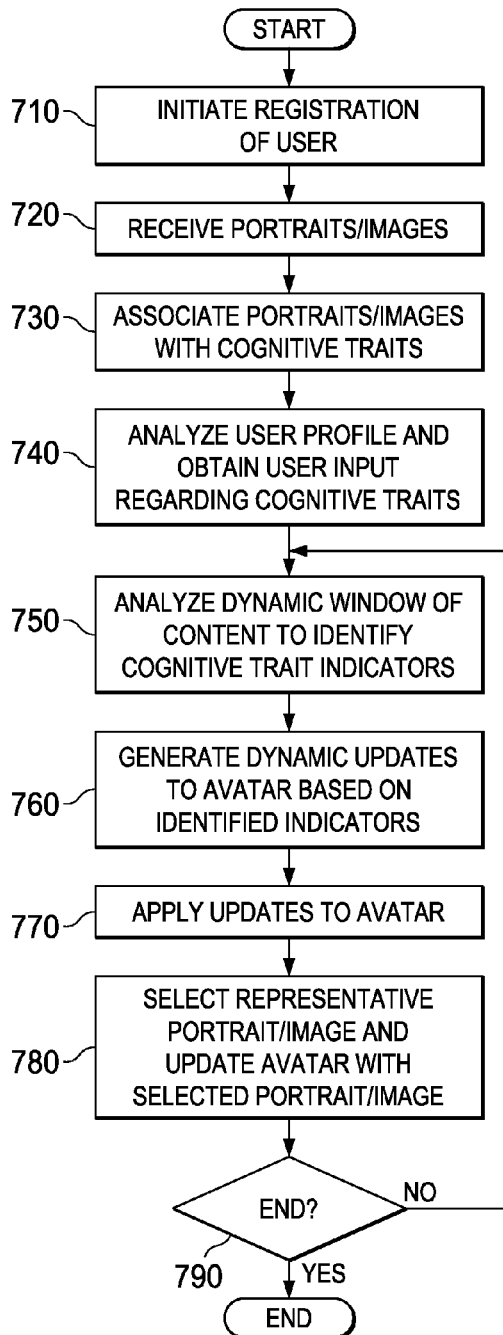 START
710
INITIATE REGISTRATION
OF USER
720
RECEIVE PORTRAITS/IMAGES
730
ASSOCIATE PORTRAITS/IMAGES
WITH COGNITIVE TRAITS
740
ANALYZE USER PROFILE AND
OBTAIN USER INPUT
REGARDING COGNITIVE TRAITS
750
ANALYZE DYNAMIC WINDOW OF
CONTENT TO IDENTIFY
COGNITIVE TRAIT INDICATORS
760
GENERATE DYNAMIC UPDATES
TO AVATAR BASED ON
IDENTIFIED INDICATORS
770
APPLY UPDATES TO AVATAR
780
SELECT REPRESENTATIVE
PORTRAIT/IMAGE AND
UPDATE AVATAR WITH
SELECTED PORTRAIT/IMAGE
END?
NO
790
YES
END